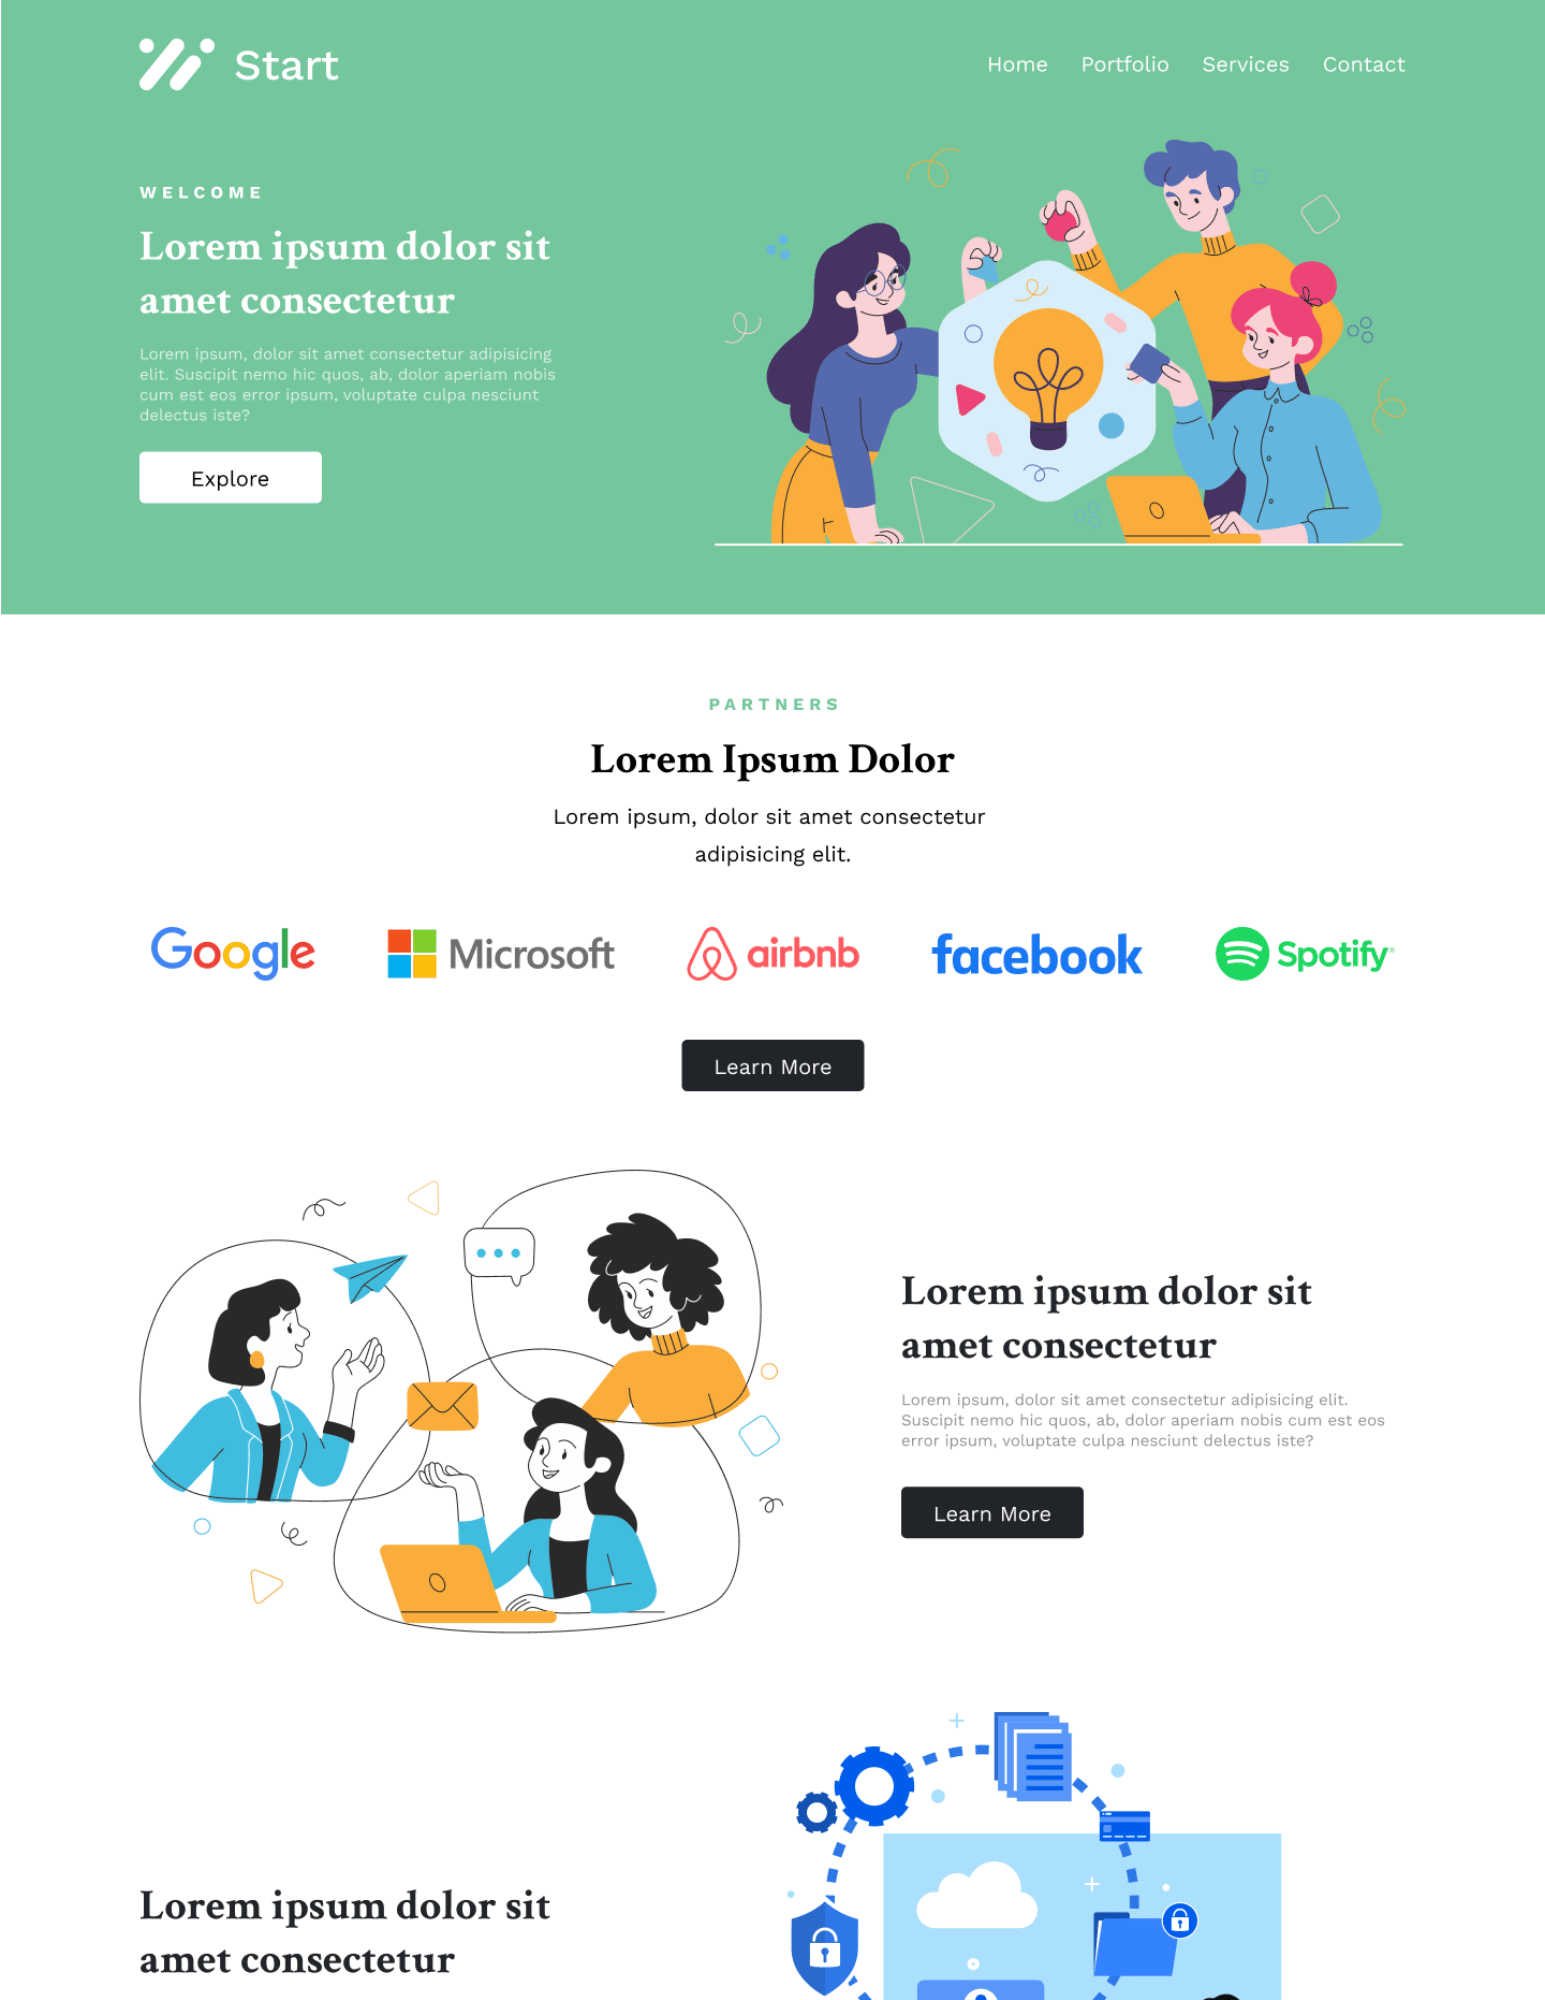 Start
Home Portfolio Services Contact
WELCOME
Lorem ipsum dolor sit
amet consectetur
Lorem ipsum, dolor sit amet consectetur adipisicing
elit. Suscipit nemo hic quos, ab, dolor aperiam nobis
cum est eos error ipsum, voluptate culpa nesciunt
delectus iste?
Explore
PARTNERS
Lorem Ipsum Dolor
Lorem ipsum, dolor sit amet consectetur
adipisicing elit.
Google Microsoft airbnb facebook Spotify®
Learn More
Lorem ipsum dolor sit
amet consectetur
Lorem ipsum, dolor sit amet consectetur adipisicing elit.
Suscipit nemo hic quos, ab, dolor aperiam nobis cum est eos
error ipsum, voluptate culpa nesciunt delectus iste?
Learn More
Lorem ipsum dolor sit
amet consectetur